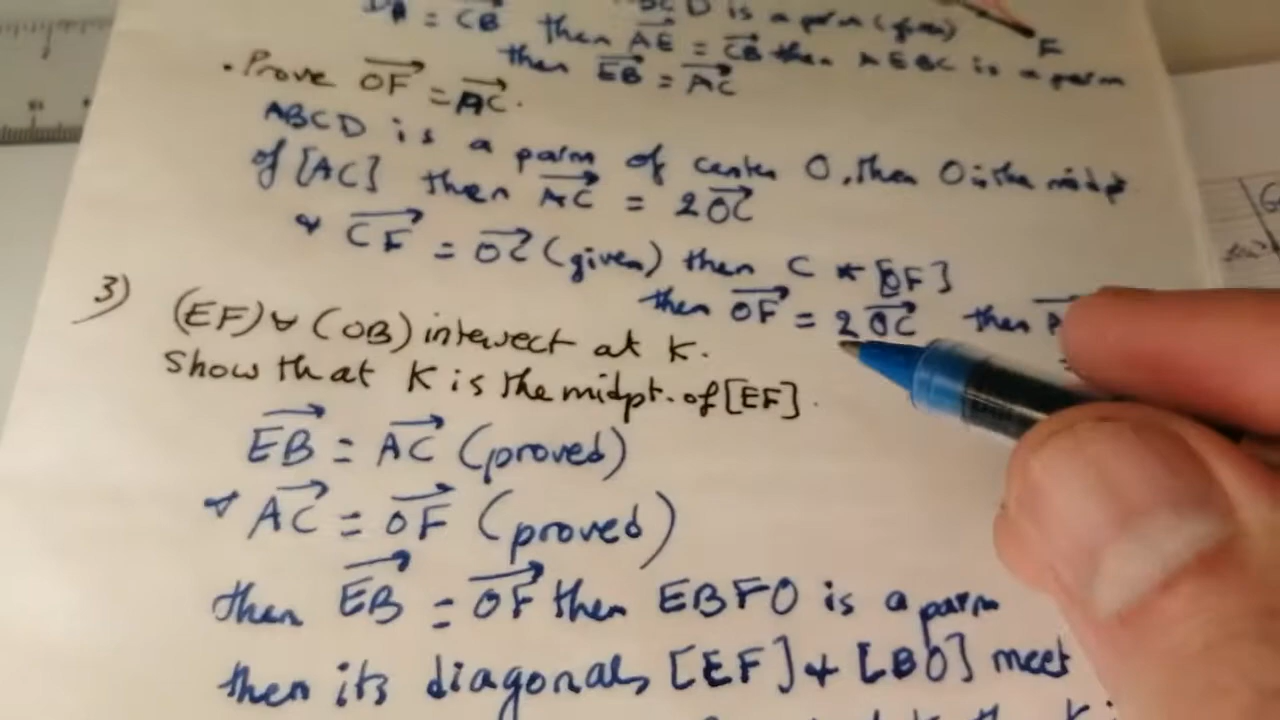 = CB then AE = CB then AEBC is a parm
is a parm (given)
F
then EB = AC
. Prove OF = AC.
ABCD is a parm of center O, then O is the midpt
of [AC] then AC = 2OC
& CF = OC (given) then C * [OF]
then OF = 2OC then
3) (EF) & (OB) intersect at K.
Show that K is the midpt. of [EF].
EB = AC (proved)
& AC = OF (proved)
then EB = OF then EBFO is a parm
then its diagonals [EF] + [BO] meet